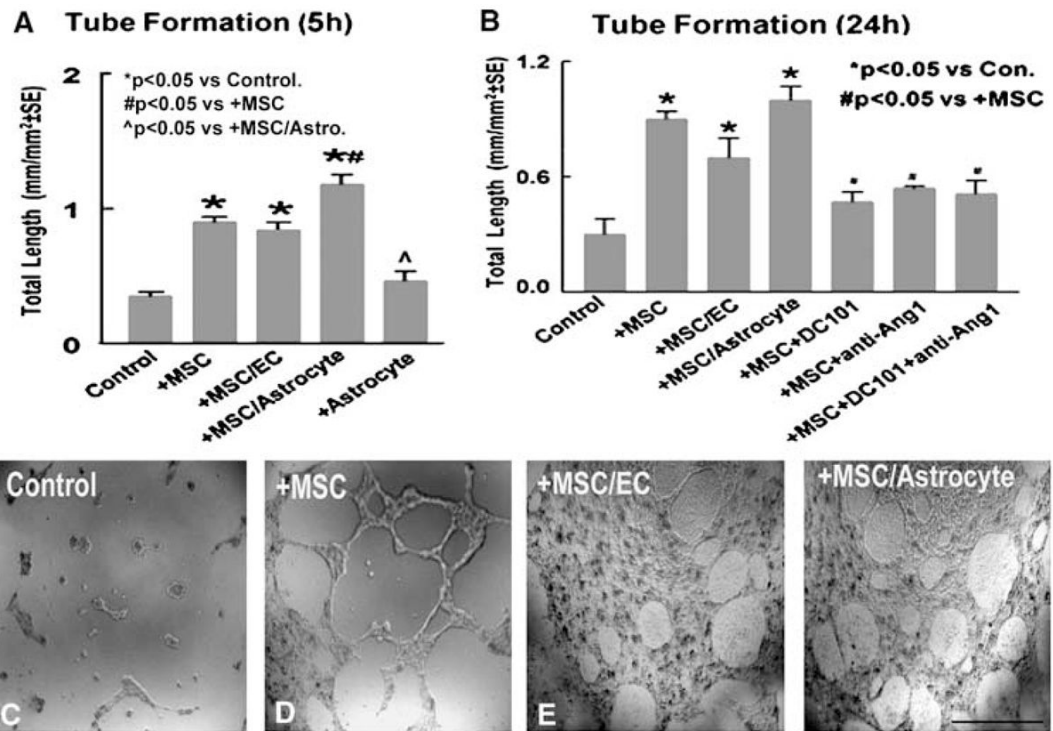 A
Tube Formation (5h)
Total Length (mm/mm²±SE)
2
1
0
*p<0.05 vs Control.
#p<0.05 vs +MSC
^p<0.05 vs +MSC/Astro.
*
*
*#
^
Control
+MSC
+MSC/EC
+MSC/Astrocyte
+Astrocyte
B
Tube Formation (24h)
Total Length (mm/mm²±SE)
1.2
0.6
0.0
*p<0.05 vs Con.
#p<0.05 vs +MSC
*
*
*
#
#
#
Control
+MSC
+MSC/EC
+MSC/Astrocyte
+MSC+DC101
+MSC+anti-Ang1
+MSC+DC101+anti-Ang1
Control
C
+MSC
D
+MSC/EC
E
+MSC/Astrocyte